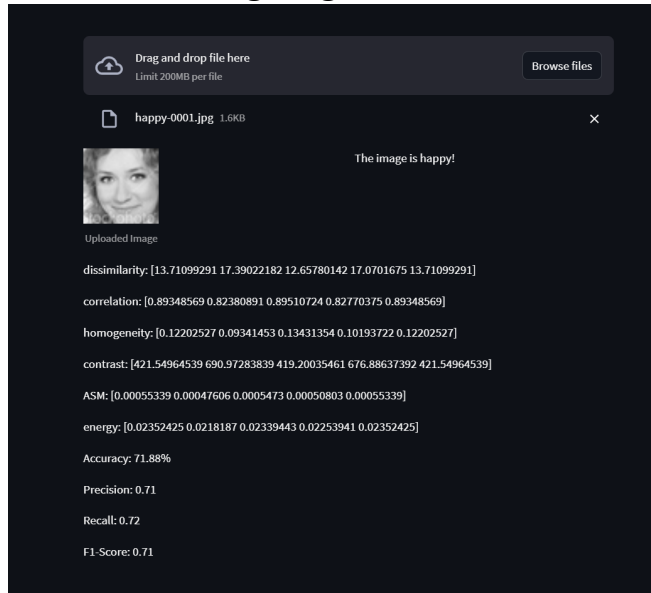 Drag and drop file here
Limit 200MB per file
Browse files
happy-0001.jpg 1.6KB
The image is happy!
Uploaded Image
dissimilarity: [13.71099291 17.39022182 12.65780142 17.0701675 13.71099291]
correlation: [0.89348569 0.82380891 0.89510724 0.82770375 0.89348569]
homogeneity: [0.12202527 0.09341453 0.13431354 0.10193722 0.12202527]
contrast: [421.54964539 690.97283839 419.20035461 676.88637392 421.54964539]
ASM: [0.00055339 0.00047606 0.0005473 0.00050803 0.00055339]
energy: [0.02352425 0.0218187 0.02339443 0.02253941 0.02352425]
Accuracy: 71.88%
Precision: 0.71
Recall: 0.72
F1-Score: 0.71